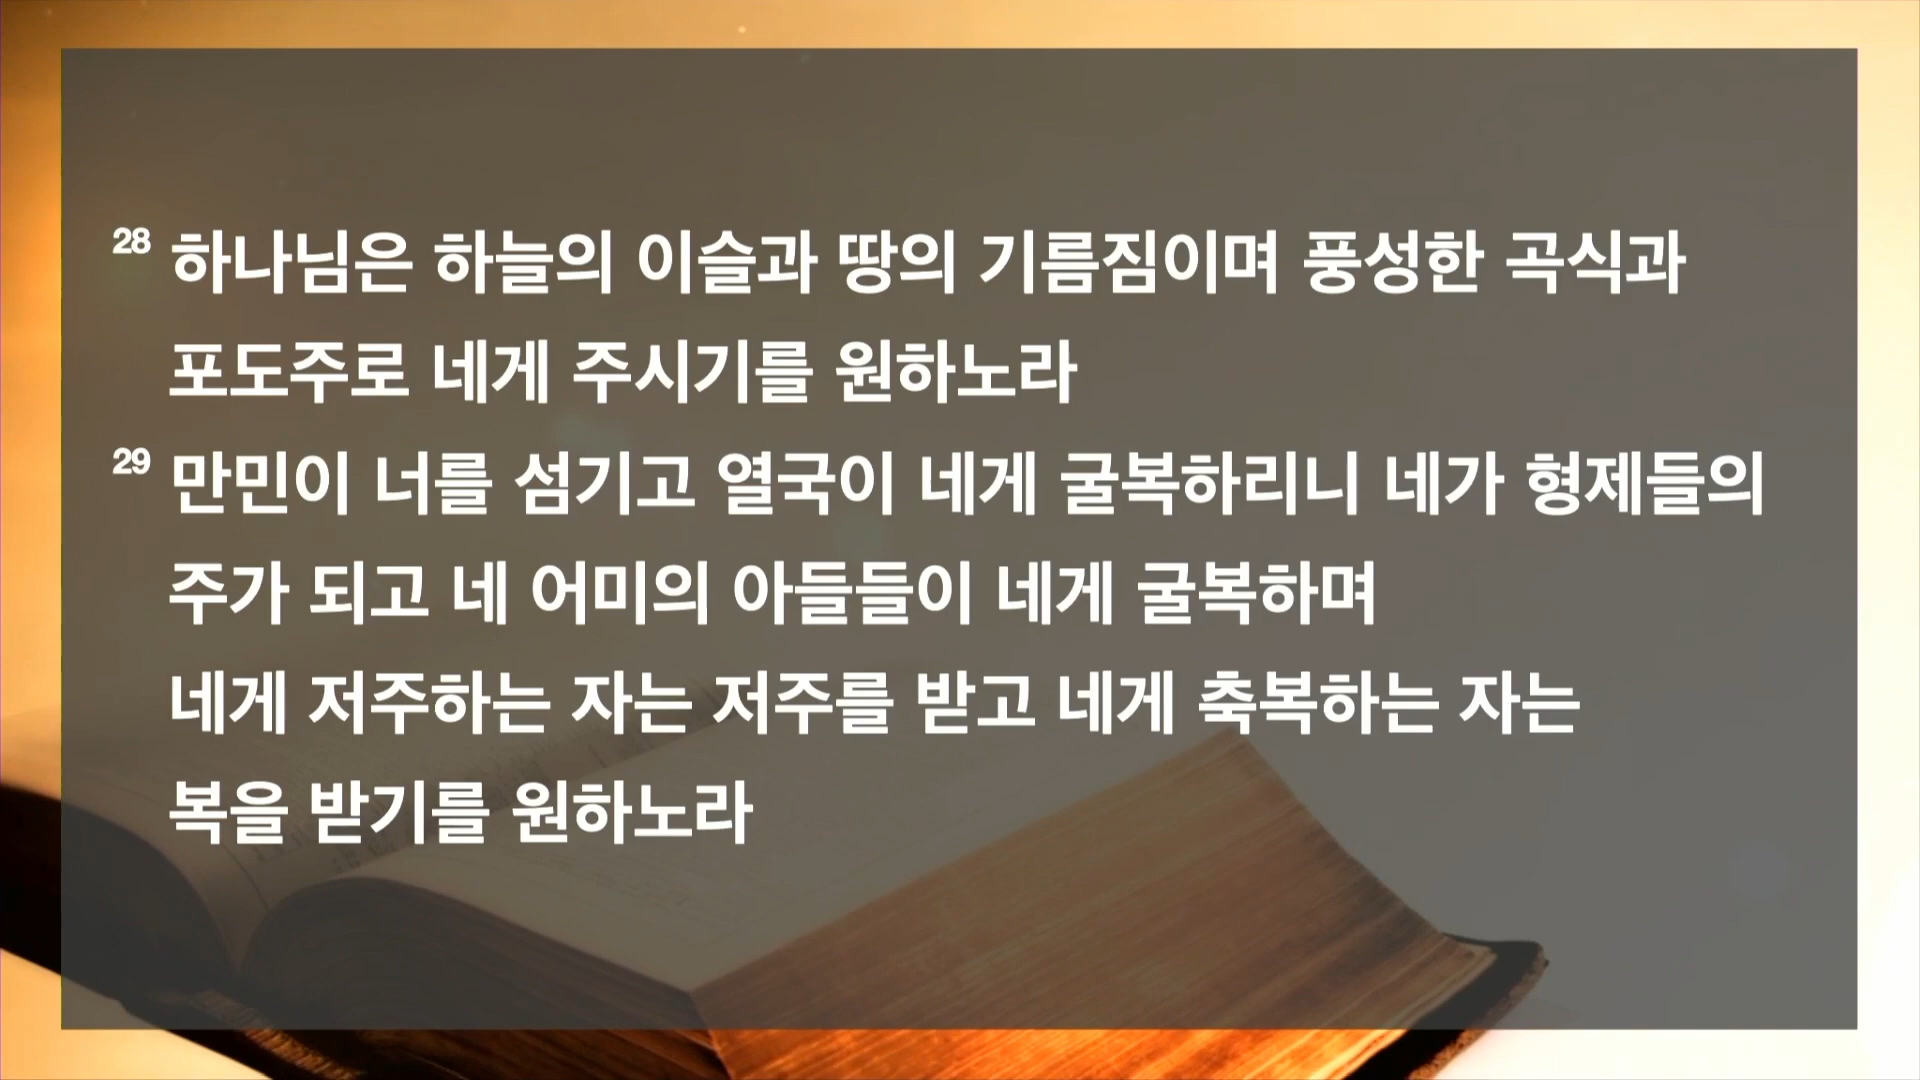 28 하나님은 하늘의 이슬과 땅의 기름짐이며 풍성한 곡식과
포도주로 네게 주시기를 원하노라
29 만민이 너를 섬기고 열국이 네게 굴복하리니 네가 형제들의
주가 되고 네 어미의 아들들이 네게 굴복하며
네게 저주하는 자는 저주를 받고 네게 축복하는 자는
복을 받기를 원하노라